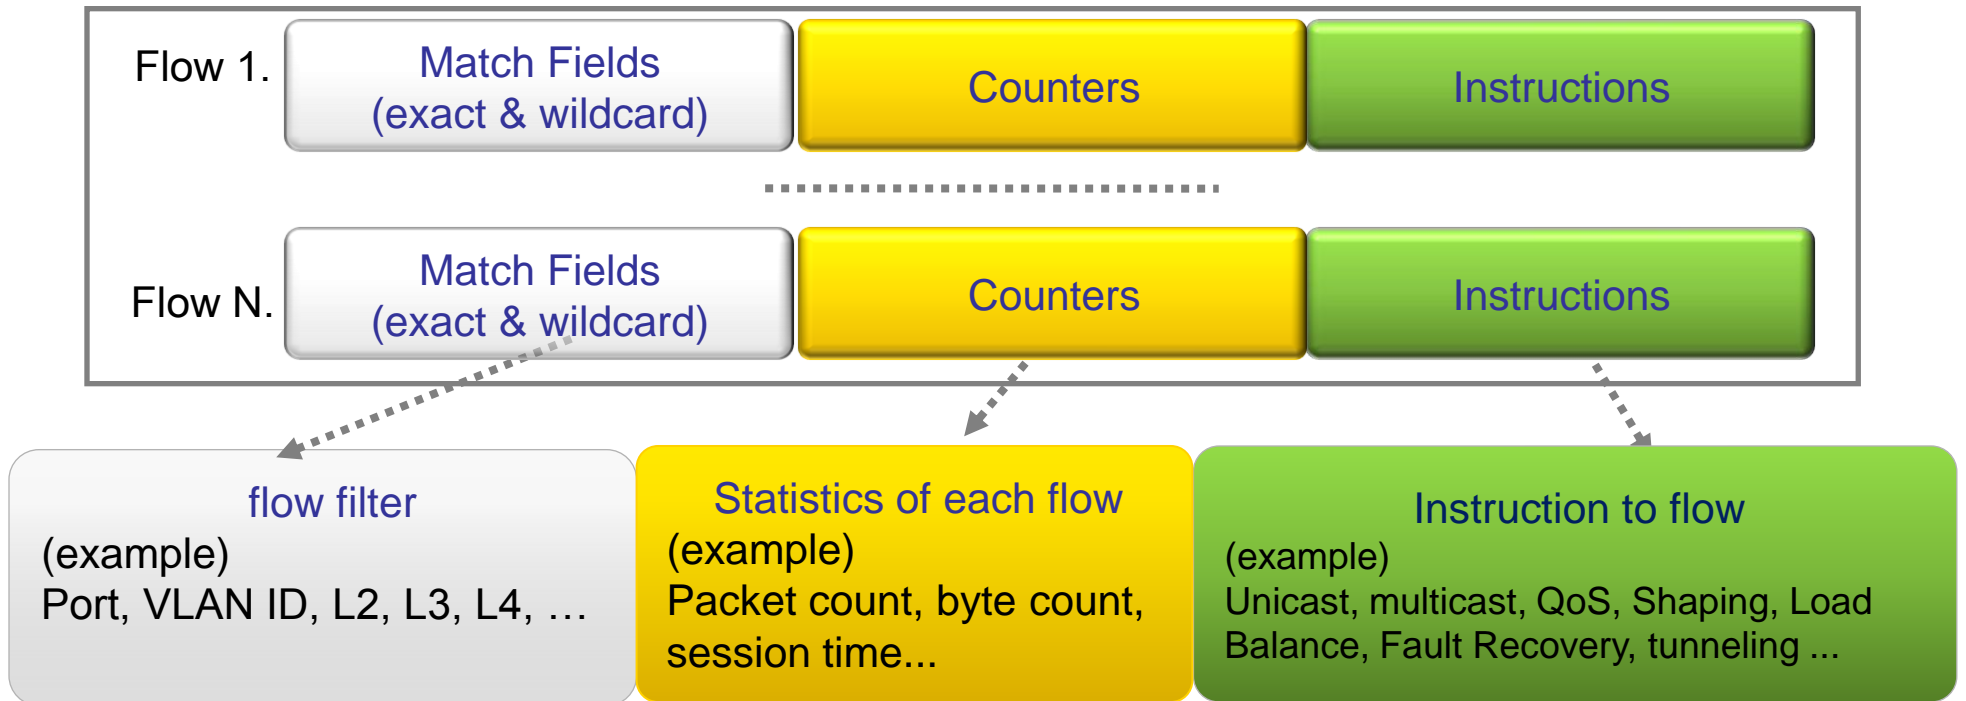 Flow 1.
Match Fields
(exact & wildcard)
Counters
Instructions
Flow N.
Match Fields
(exact & wildcard)
Counters
Instructions
flow filter
(example)
Port, VLAN ID, L2, L3, L4, …
Statistics of each flow
(example)
Packet count, byte count,
session time...
Instruction to flow
(example)
Unicast, multicast, QoS, Shaping, Load
Balance, Fault Recovery, tunneling ...